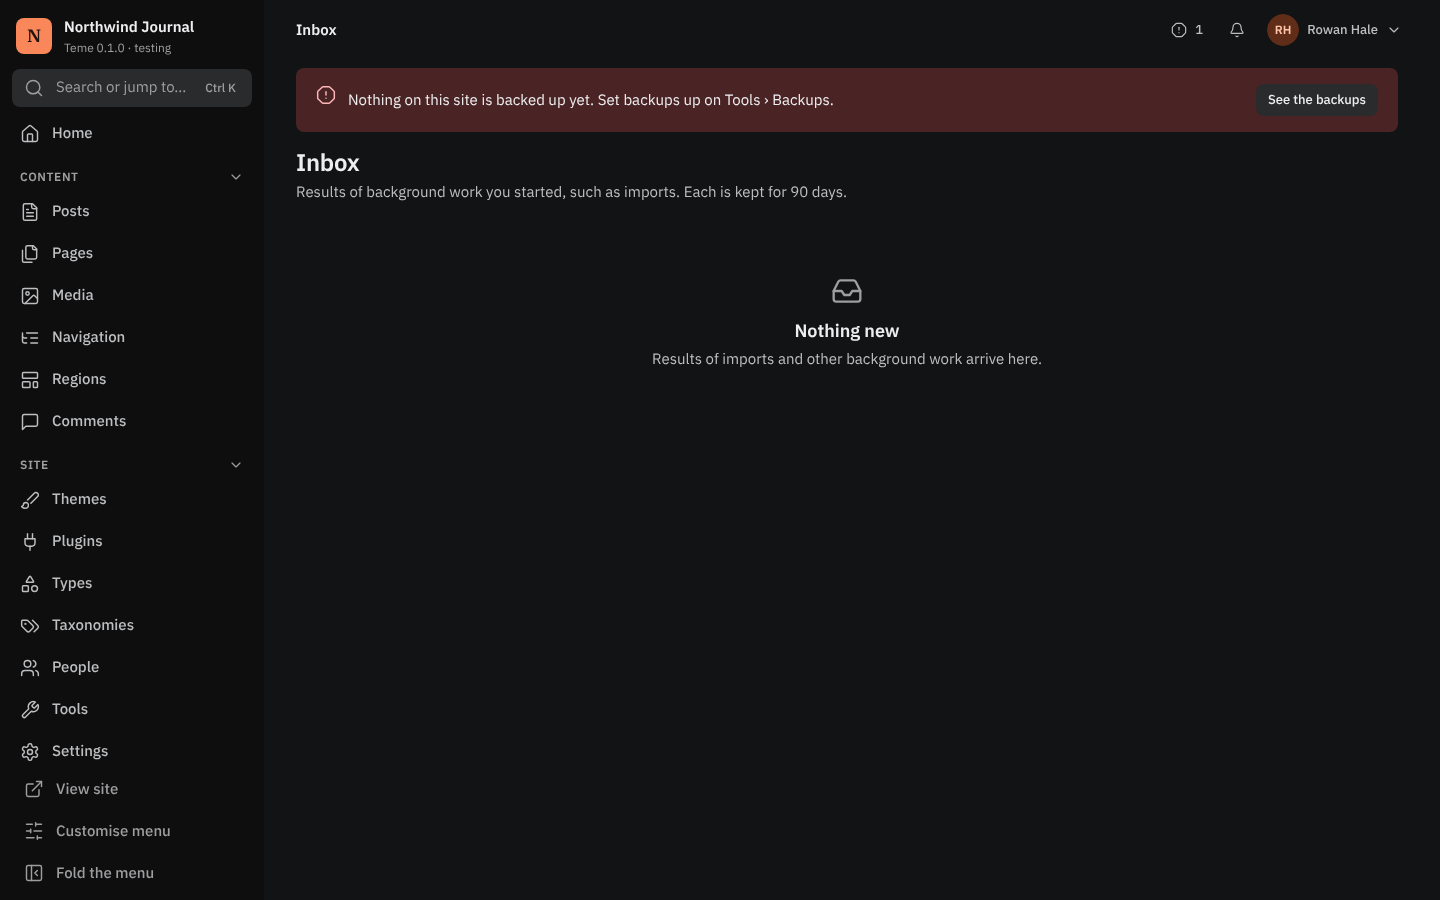 N
Northwind Journal
Teme 0.1.0 · testing
Search or jump to...
Ctrl K
Home
CONTENT
Posts
Pages
Media
Navigation
Regions
Comments
SITE
Themes
Plugins
Types
Taxonomies
People
Tools
Settings
View site
Customise menu
Fold the menu
Inbox
1
RH
Rowan Hale
Nothing on this site is backed up yet. Set backups up on Tools › Backups.
See the backups
Inbox
Results of background work you started, such as imports. Each is kept for 90 days.
Nothing new
Results of imports and other background work arrive here.